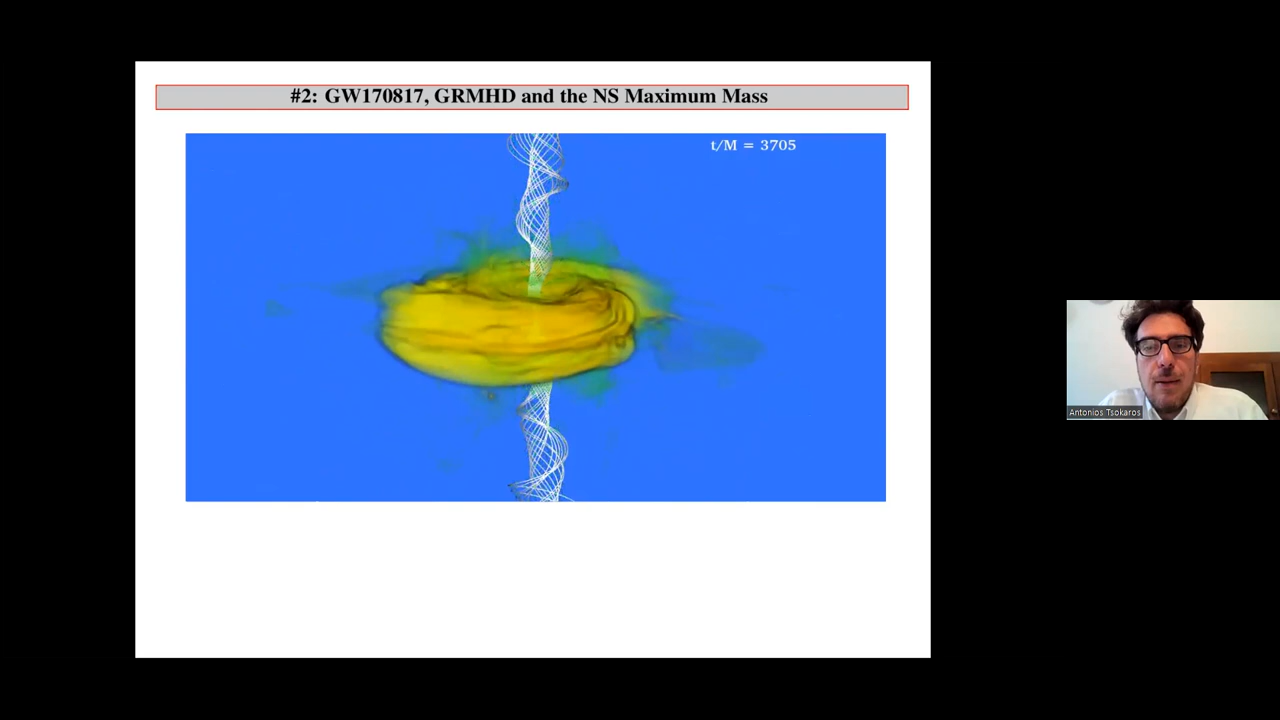 #2: GW170817, GRMHD and the NS Maximum Mass
t/M = 3705
Antonios Tsokaros